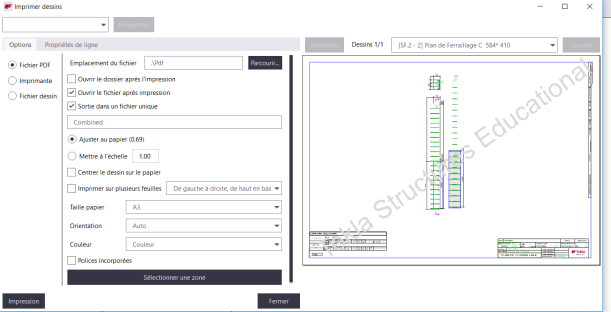 Imprimer dessins
Enregistrer
Options Propriétés de ligne
Précédent Dessins 1/1 [SF.2 - 2] Plan de Ferraillage C 584* 410 Suivant
Fichier PDF
Imprimante
Fichier dessin
Emplacement du fichier .\Pdf Parcourir...
Ouvrir le dossier après l'impression
Ouvrir le fichier après impression
Sortie dans un fichier unique
Combined
Ajuster au papier (0.69)
Mettre à l'échelle 1.00
Centrer le dessin sur le papier
Imprimer sur plusieurs feuilles De gauche à droite, de haut en bas
Taille papier A3
Orientation Auto
Couleur Couleur
Polices incorporées
Sélectionner une zone
Impression Fermer
Tekla Structures Educational
Tekla